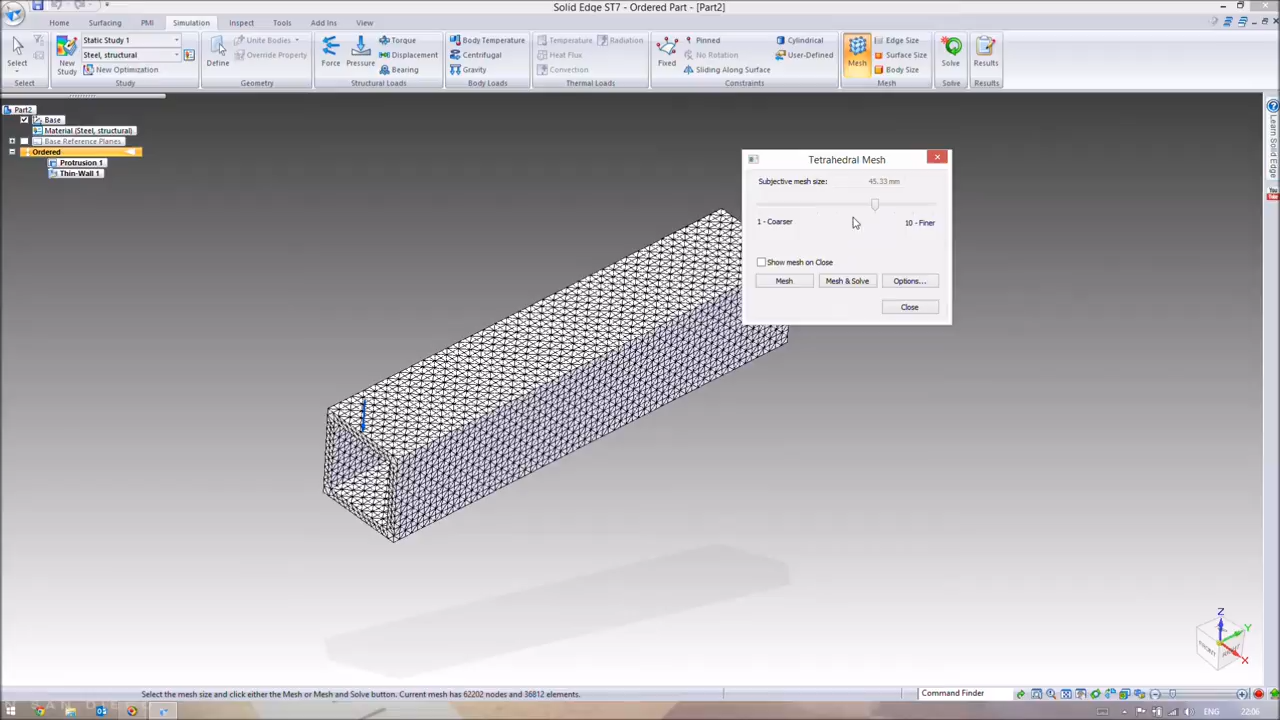 Solid Edge ST7 - Ordered Part - [Part2]
Home Surfacing PMI Simulation Inspect Tools Add Ins View
Static Study 1 Unite Bodies Torque Body Temperature Temperature Radiation Pinned Cylindrical Edge Size
Steel, structural Override Property Displacement Centrifugal Heat Flux No Rotation User-Defined Surface Size
Select New Study New Optimization Define Force Pressure Bearing Gravity Convection Fixed Sliding Along Surface Mesh Body Size Solve Results
Select Study Geometry Structural Loads Body Loads Thermal Loads Constraints Mesh Solve Results
Part2
Base
Material (Steel, structural)
Base Reference Planes
Ordered
Protrusion 1
Thin-Wall 1
Tetrahedral Mesh
Subjective mesh size: 45.33 mm
1 - Coarser 10 - Finer
Show mesh on Close
Mesh Mesh & Solve Options...
Close
Learn Solid Edge
Z
Y
X
Select the mesh size and click either the Mesh or Mesh and Solve button. Current mesh has 62202 nodes and 36812 elements.
Command Finder
ENG 22:06